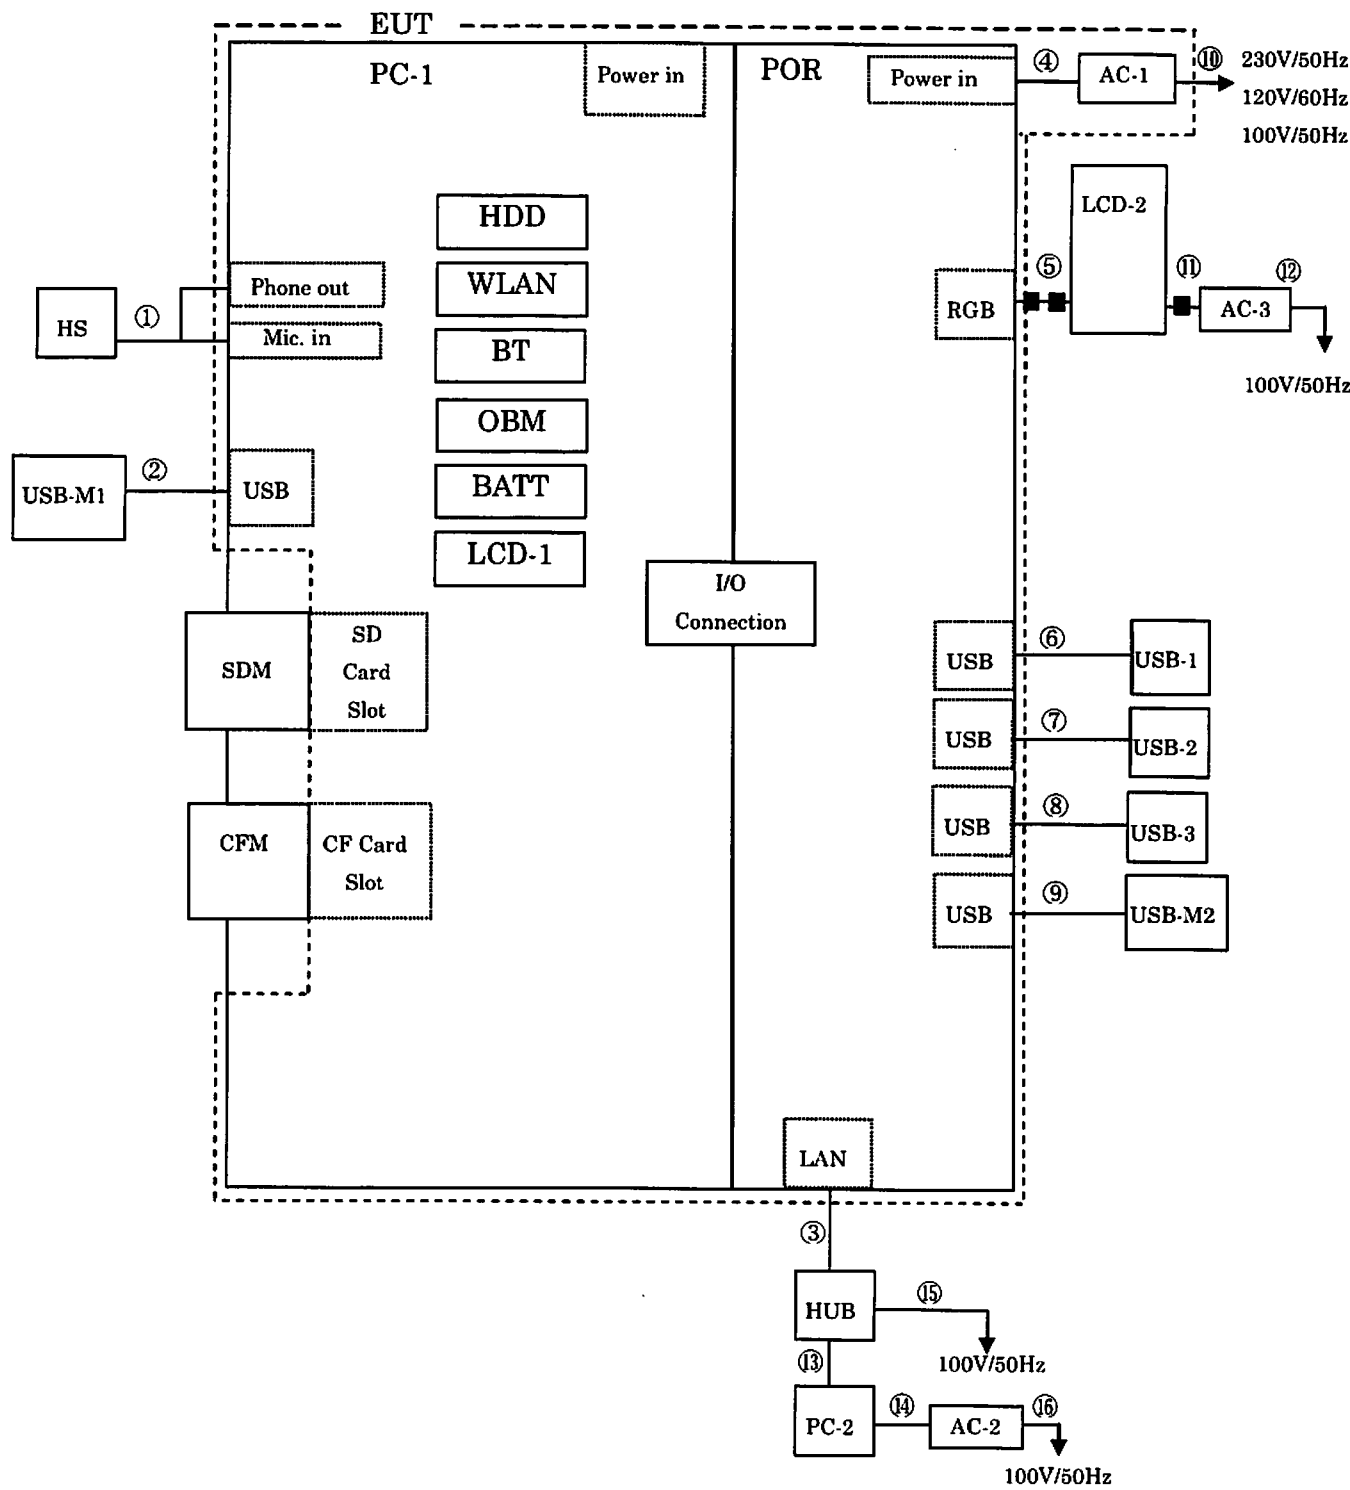 EUT
PC-1
Power in
POR
Power in
④
AC-1
⑩
230V/50Hz
120V/60Hz
100V/50Hz
HDD
WLAN
BT
OBM
BATT
LCD-1
Phone out
Mic. in
HS
①
USB-M1
②
USB
SDM
SD
Card
Slot
CFM
CF Card
Slot
I/O
Connection
RGB
⑤
LCD-2
⑪
AC-3
⑫
100V/50Hz
USB
⑥
USB-1
USB
⑦
USB-2
USB
⑧
USB-3
USB
⑨
USB-M2
LAN
③
HUB
⑮
100V/50Hz
⑬
PC-2
⑭
AC-2
⑯
100V/50Hz